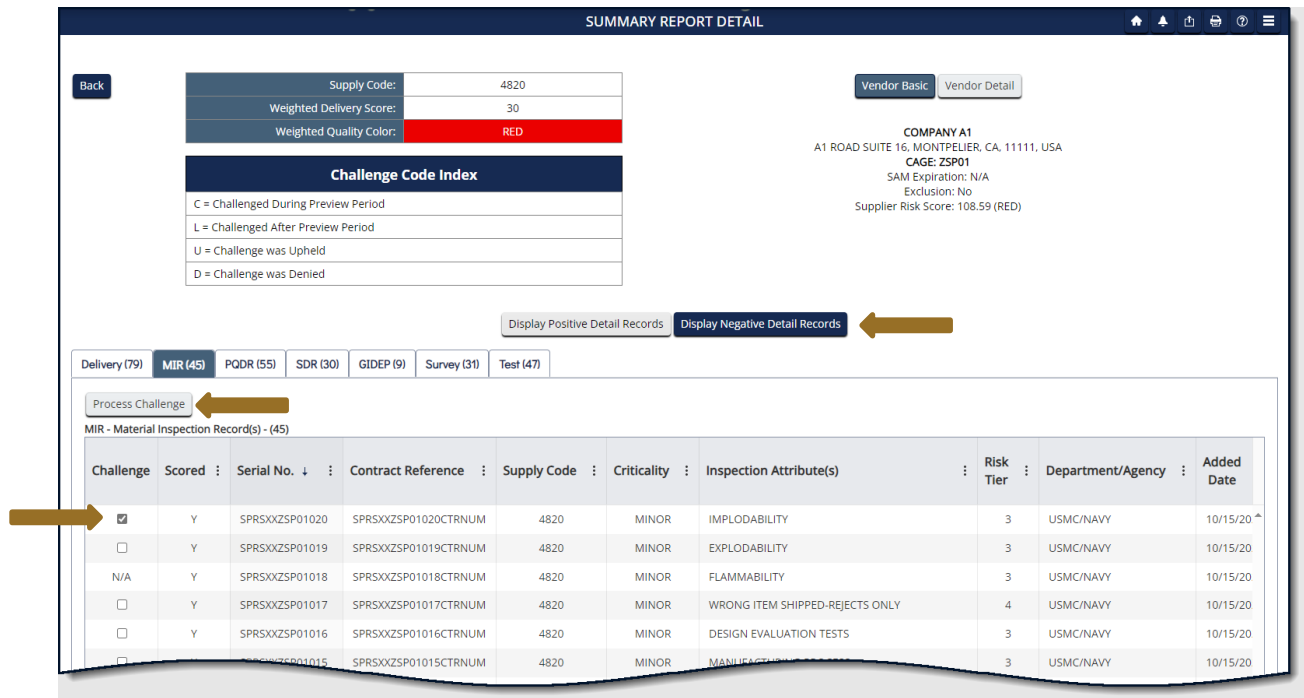 SUMMARY REPORT DETAIL
Back
Supply Code: 4820
Weighted Delivery Score: 30
Weighted Quality Color: RED
Challenge Code Index
C = Challenged During Preview Period
L = Challenged After Preview Period
U = Challenge was Upheld
D = Challenge was Denied
Vendor Basic Vendor Detail
COMPANY A1
A1 ROAD SUITE 16, MONTPELIER, CA, 11111, USA
CAGE: ZSP01
SAM Expiration: N/A
Exclusion: No
Supplier Risk Score: 108.59 (RED)
Display Positive Detail Records Display Negative Detail Records
Delivery (79) MIR (45) PQDR (55) SDR (30) GIDEP (9) Survey (31) Test (47)
Process Challenge
MIR - Material Inspection Record(s) - (45)
Challenge Scored Serial No. ↓ Contract Reference Supply Code Criticality Inspection Attribute(s) Risk Tier Department/Agency Added Date
Y SPRSXXZSP01020 SPRSXXZSP01020CTRNUM 4820 MINOR IMPLODABILITY 3 USMC/NAVY 10/15/20
Y SPRSXXZSP01019 SPRSXXZSP01019CTRNUM 4820 MINOR EXPLODABILITY 3 USMC/NAVY 10/15/20
N/A Y SPRSXXZSP01018 SPRSXXZSP01018CTRNUM 4820 MINOR FLAMMABILITY 3 USMC/NAVY 10/15/20
Y SPRSXXZSP01017 SPRSXXZSP01017CTRNUM 4820 MINOR WRONG ITEM SHIPPED-REJECTS ONLY 4 USMC/NAVY 10/15/20
Y SPRSXXZSP01016 SPRSXXZSP01016CTRNUM 4820 MINOR DESIGN EVALUATION TESTS 3 USMC/NAVY 10/15/20
SPRSXXZSP01015CTRNUM 4820 MINOR 3 USMC/NAVY 10/15/20